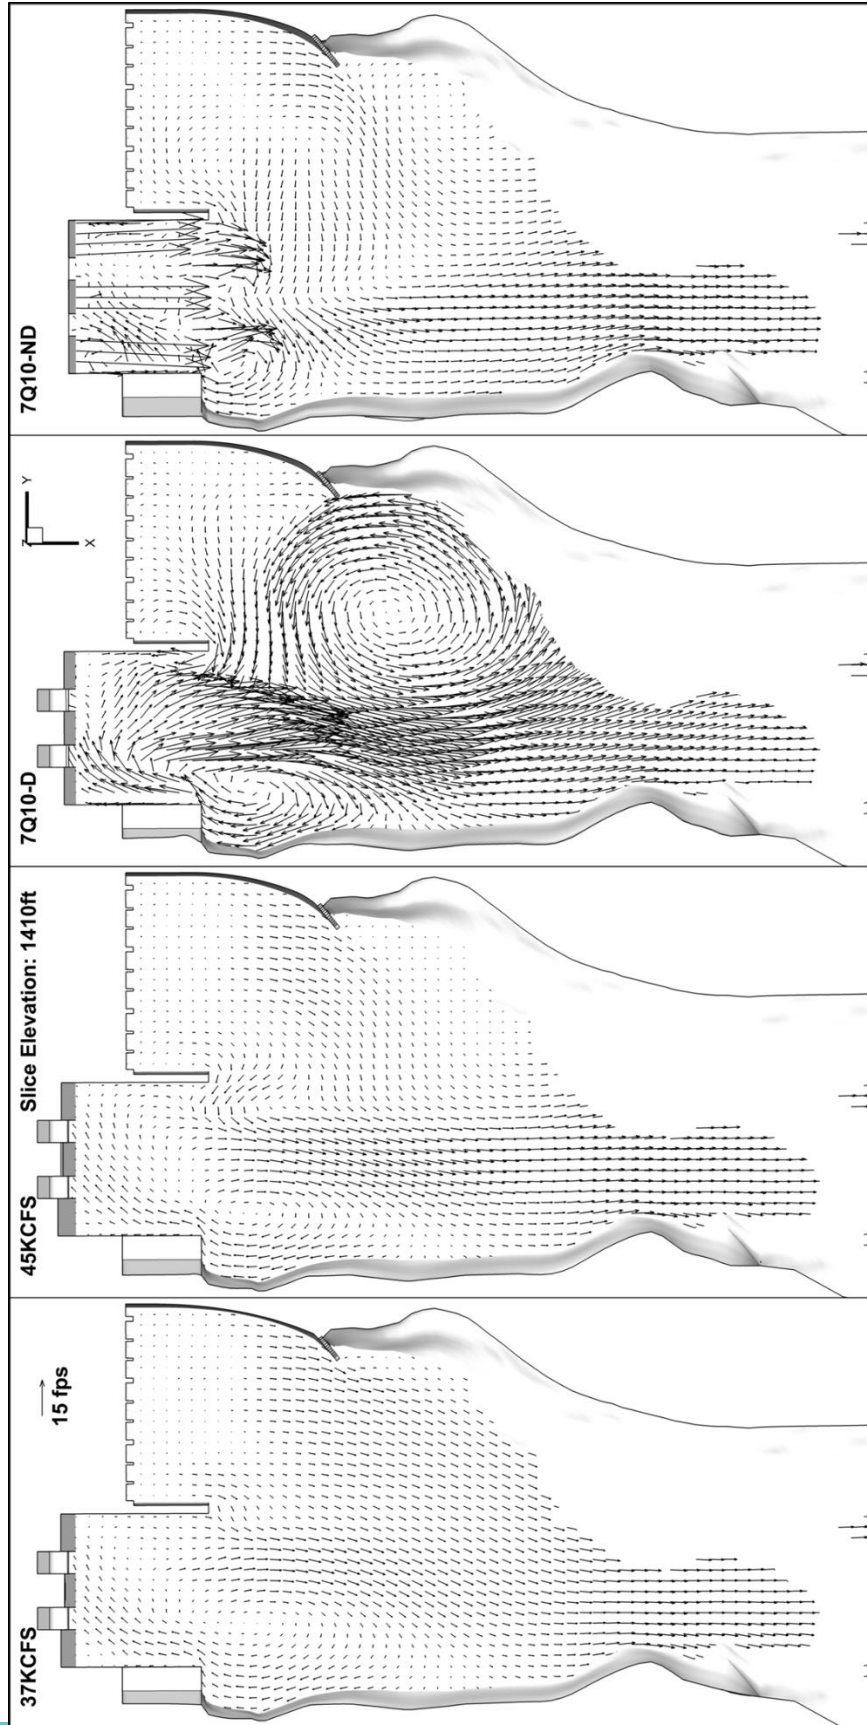 37KCFS
15 fps
45KCFS
Slice Elevation: 1410ft
7Q10-D
Y
X
7Q10-ND